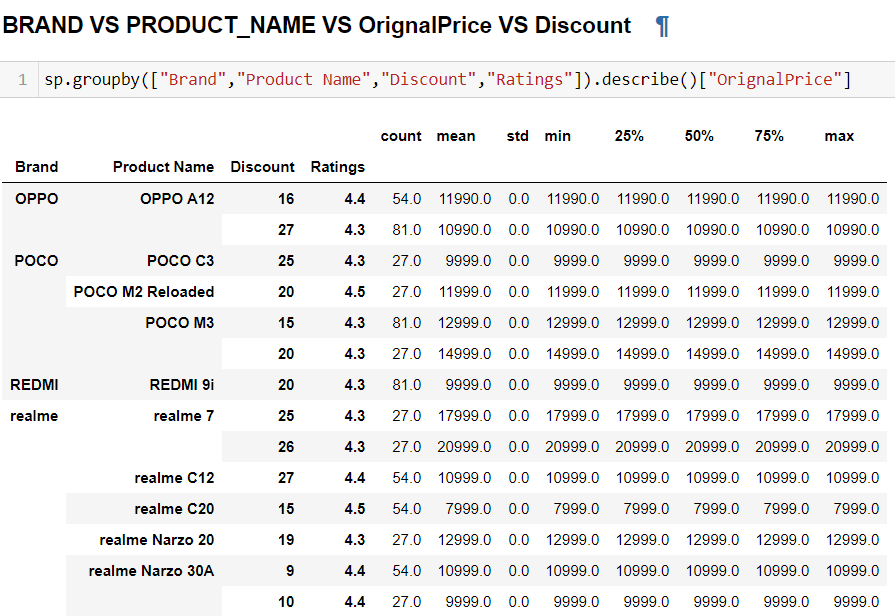 BRAND VS PRODUCT_NAME VS OrignalPrice VS Discount ¶
1 sp.groupby(["Brand","Product Name","Discount","Ratings"]).describe()["OrignalPrice"]
count mean std min 25% 50% 75% max
Brand Product Name Discount Ratings
OPPO OPPO A12 16 4.4 54.0 11990.0 0.0 11990.0 11990.0 11990.0 11990.0 11990.0
27 4.3 81.0 10990.0 0.0 10990.0 10990.0 10990.0 10990.0 10990.0
POCO POCO C3 25 4.3 27.0 9999.0 0.0 9999.0 9999.0 9999.0 9999.0 9999.0
POCO M2 Reloaded 20 4.5 27.0 11999.0 0.0 11999.0 11999.0 11999.0 11999.0 11999.0
POCO M3 15 4.3 81.0 12999.0 0.0 12999.0 12999.0 12999.0 12999.0 12999.0
20 4.3 27.0 14999.0 0.0 14999.0 14999.0 14999.0 14999.0 14999.0
REDMI REDMI 9i 20 4.3 81.0 9999.0 0.0 9999.0 9999.0 9999.0 9999.0 9999.0
realme realme 7 25 4.3 27.0 17999.0 0.0 17999.0 17999.0 17999.0 17999.0 17999.0
26 4.3 27.0 20999.0 0.0 20999.0 20999.0 20999.0 20999.0 20999.0
realme C12 27 4.4 54.0 10999.0 0.0 10999.0 10999.0 10999.0 10999.0 10999.0
realme C20 15 4.5 54.0 7999.0 0.0 7999.0 7999.0 7999.0 7999.0 7999.0
realme Narzo 20 19 4.3 27.0 12999.0 0.0 12999.0 12999.0 12999.0 12999.0 12999.0
realme Narzo 30A 9 4.4 54.0 10999.0 0.0 10999.0 10999.0 10999.0 10999.0 10999.0
10 4.4 27.0 9999.0 0.0 9999.0 9999.0 9999.0 9999.0 9999.0